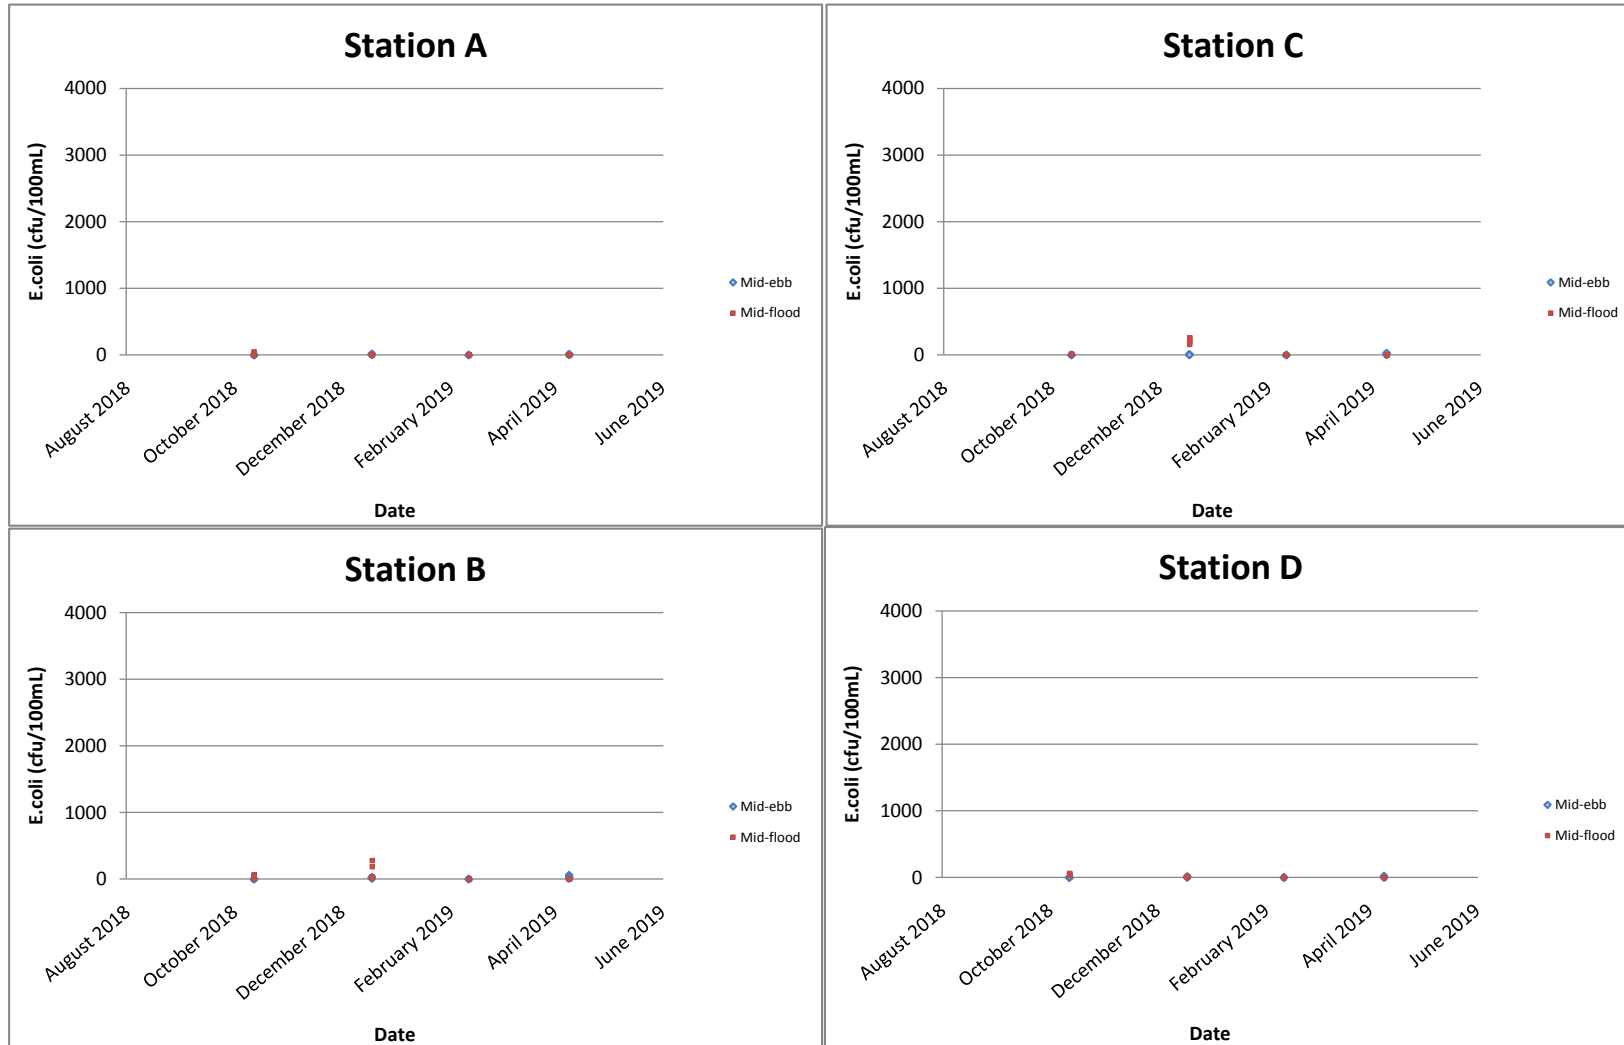 Station A
4000
3000
2000
1000
0
E.coli (cfu/100mL)
August 2018
October 2018
December 2018
February 2019
April 2019
June 2019
Date
Mid-ebb
Mid-flood
Station C
4000
3000
2000
1000
0
E.coli (cfu/100mL)
August 2018
October 2018
December 2018
February 2019
April 2019
June 2019
Date
Mid-ebb
Mid-flood
Station B
4000
3000
2000
1000
0
E.coli (cfu/100mL)
August 2018
October 2018
December 2018
February 2019
April 2019
June 2019
Date
Mid-ebb
Mid-flood
Station D
4000
3000
2000
1000
0
E.coli (cfu/100mL)
August 2018
October 2018
December 2018
February 2019
April 2019
June 2019
Date
Mid-ebb
Mid-flood